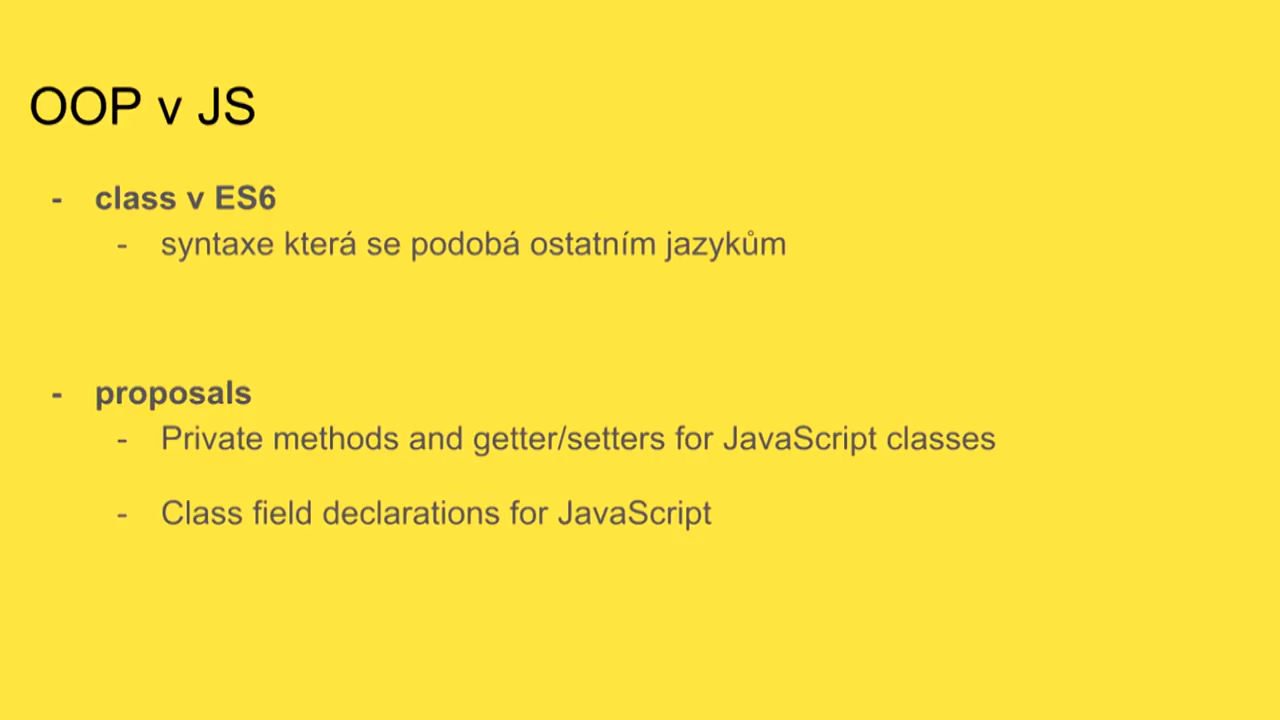 OOP v JS
- class v ES6
- syntaxe která se podobá ostatním jazykům
- proposals
- Private methods and getter/setters for JavaScript classes
- Class field declarations for JavaScript